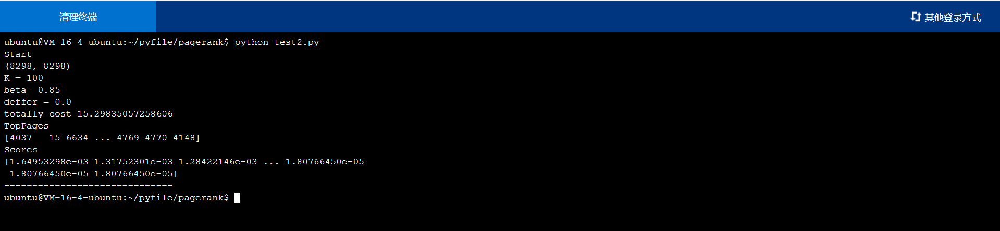 清理终端
其他登录方式
ubuntu@VM-16-4-ubuntu:~/pyfile/pagerank$ python test2.py
Start
(8298, 8298)
K = 100
beta= 0.85
deffer = 0.0
totally cost 15.29835057258606
TopPages
[4037   15 6634 ... 4769 4770 4148]
Scores
[1.64953298e-03 1.31752301e-03 1.28422146e-03 ... 1.80766450e-05
 1.80766450e-05 1.80766450e-05]
------------------------------
ubuntu@VM-16-4-ubuntu:~/pyfile/pagerank$